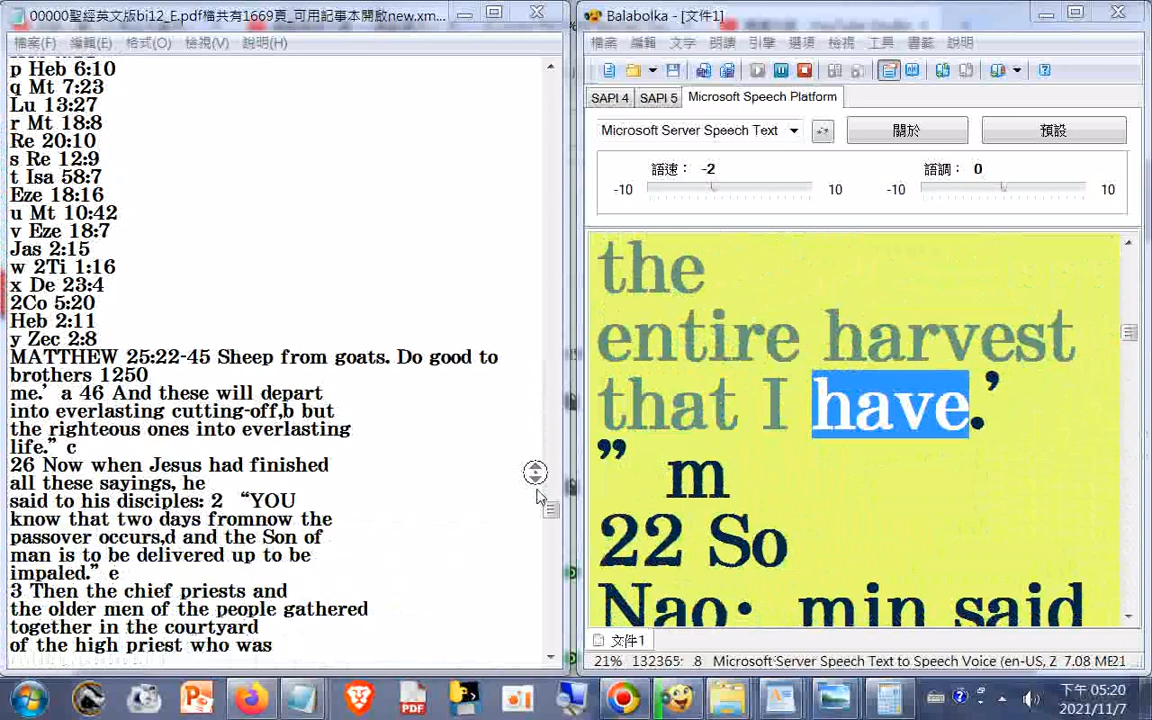 00000聖經英文版bi12_E.pdf檔共有1669頁_可用記事本開啟new.xm...
檔案(F) 編輯(E) 格式(O) 檢視(V) 說明(H)
p Heb 6:10
q Mt 7:23
Lu 13:27
r Mt 18:8
Re 20:10
s Re 12:9
t Isa 58:7
Eze 18:16
u Mt 10:42
v Eze 18:7
Jas 2:15
w 2Ti 1:16
x De 23:4
2Co 5:20
Heb 2:11
y Zec 2:8
MATTHEW 25:22-45 Sheep from goats. Do good to
brothers 1250
me.’ a 46 And these will depart
into everlasting cutting-off,b but
the righteous ones into everlasting
life.” c
26 Now when Jesus had finished
all these sayings, he
said to his disciples: 2 “YOU
know that two days fromnow the
passover occurs,d and the Son of
man is to be delivered up to be
impaled.” e
3 Then the chief priests and
the older men of the people gathered
together in the courtyard
of the high priest who was
Balabolka - [文件1]
檔案 編輯 文字 朗讀 引擎 選項 檢視 工具 書籤 說明
SAPI 4 SAPI 5 Microsoft Speech Platform
Microsoft Server Speech Text 關於 預設
語速： -2 語調： 0
-10 10 -10 10
the
entire harvest
that I have.’
” m
22 So
Nao· min said
文件1
21% 132365: 8 Microsoft Server Speech Text to Speech Voice (en-US, Z 7.08 ME21
PDF
下午 05:20
2021/11/7